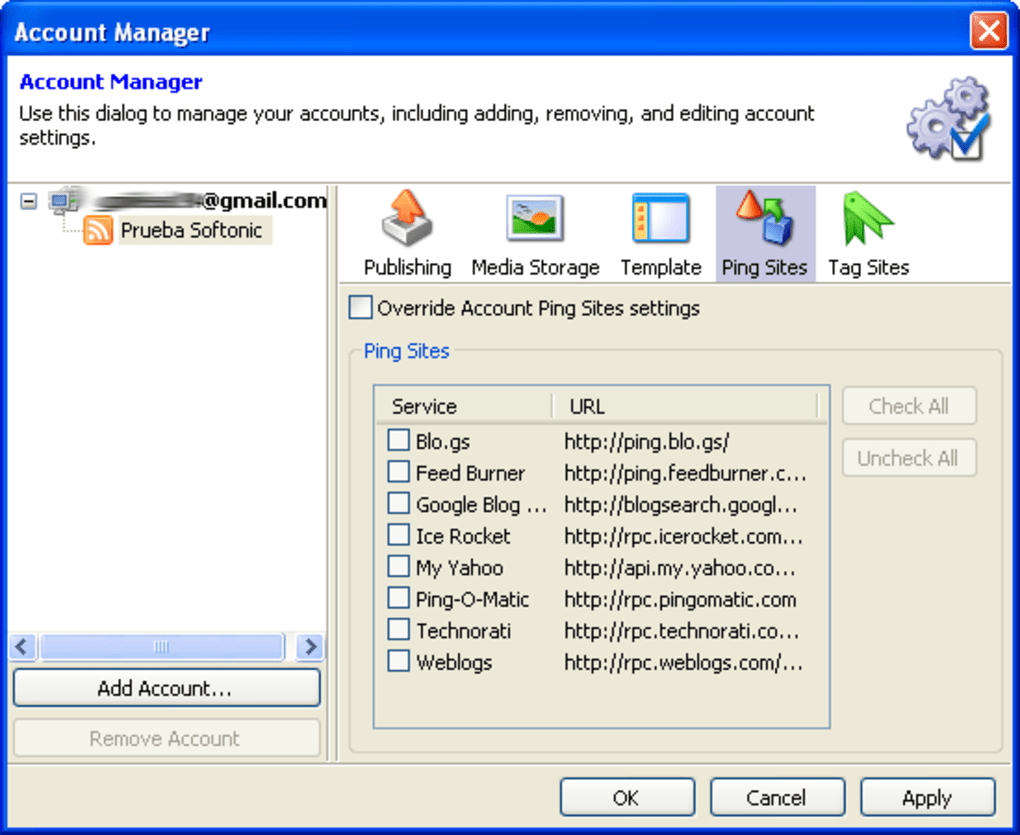 Account Manager
Account Manager
Use this dialog to manage your accounts, including adding, removing, and editing account
settings.
@gmail.com
Prueba Softonic
Publishing Media Storage Template Ping Sites Tag Sites
Override Account Ping Sites settings
Ping Sites
Service URL
Blo.gs http://ping.blo.gs/
Feed Burner http://ping.feedburner.c...
Google Blog ... http://blogsearch.googl...
Ice Rocket http://rpc.icerocket.com...
My Yahoo http://api.my.yahoo.co...
Ping-O-Matic http://rpc.pingomatic.com
Technorati http://rpc.technorati.co...
Weblogs http://rpc.weblogs.com/...
Check All
Uncheck All
Add Account...
Remove Account
OK Cancel Apply